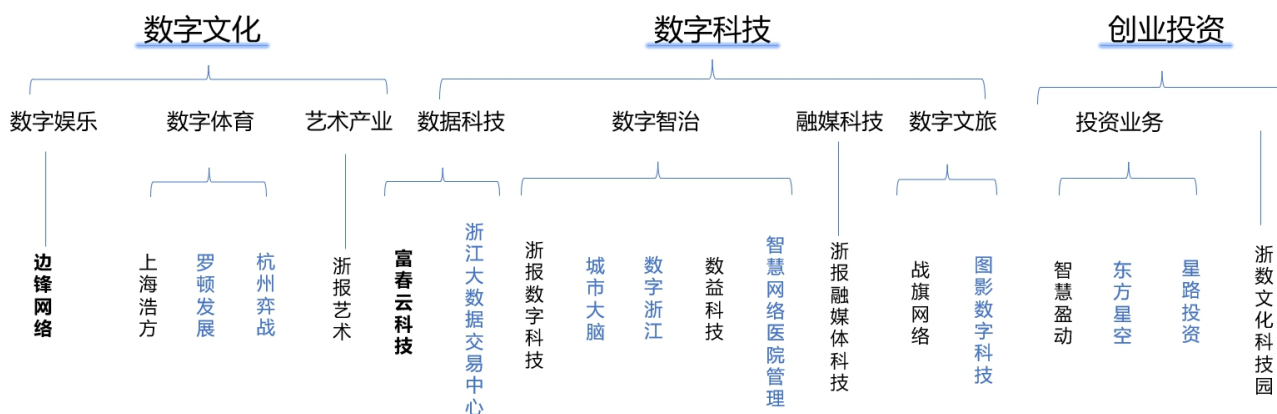 数字文化
数字科技
创业投资
数字娱乐
数字体育
艺术产业
数据科技
数字智治
融媒科技
数字文旅
投资业务
边锋网络
上海浩方
罗顿发展
杭州弈战
浙报艺术
富春云科技
浙江大数据交易中心
浙报数字科技
城市大脑
数字浙江
数益科技
智慧网络医院管理
浙报融媒体科技
战旗网络
图影数字科技
智慧盈动
东方星空
星路投资
浙数文化科技园